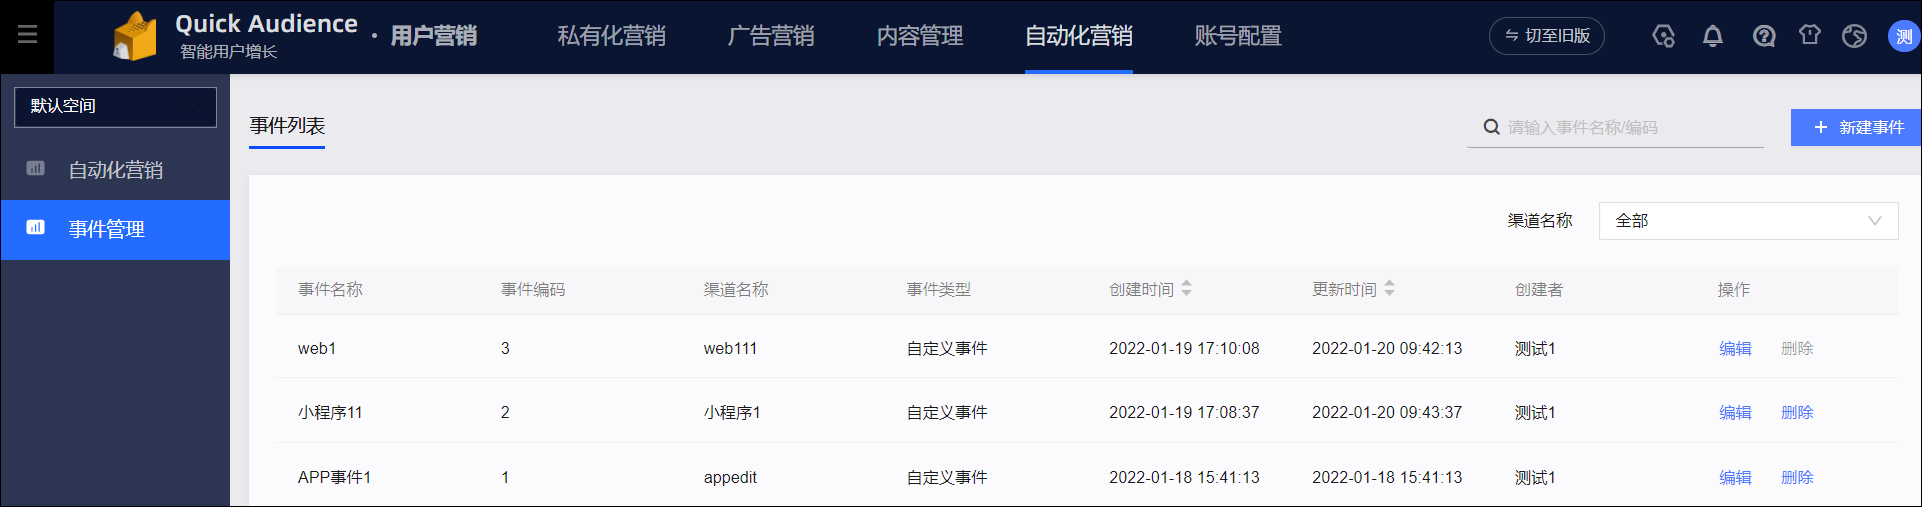 Quick Audience
智能用户增长
· 用户营销
私有化营销
广告营销
内容管理
自动化营销
账号配置
切至旧版
测
默认空间
自动化营销
事件管理
事件列表
请输入事件名称/编码
+ 新建事件
渠道名称
全部
事件名称 事件编码 渠道名称 事件类型 创建时间 更新时间 创建者 操作
web1 3 web111 自定义事件 2022-01-19 17:10:08 2022-01-20 09:42:13 测试1 编辑 删除
小程序11 2 小程序1 自定义事件 2022-01-19 17:08:37 2022-01-20 09:43:37 测试1 编辑 删除
APP事件1 1 appedit 自定义事件 2022-01-18 15:41:13 2022-01-18 15:41:13 测试1 编辑 删除